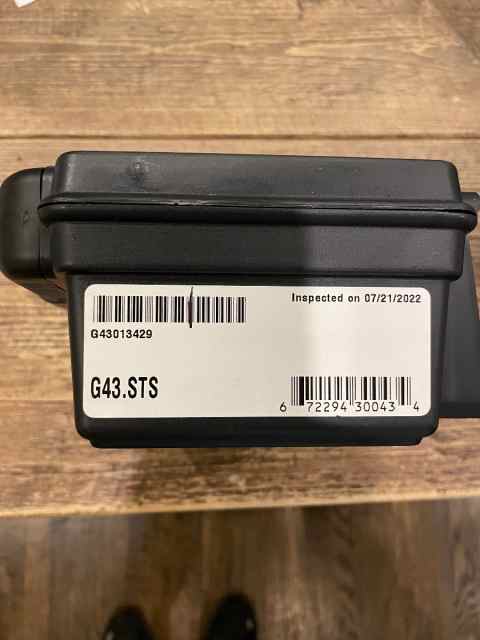 Inspected on 07/21/2022
G43013429
G43.STS
6 72294 30043 4